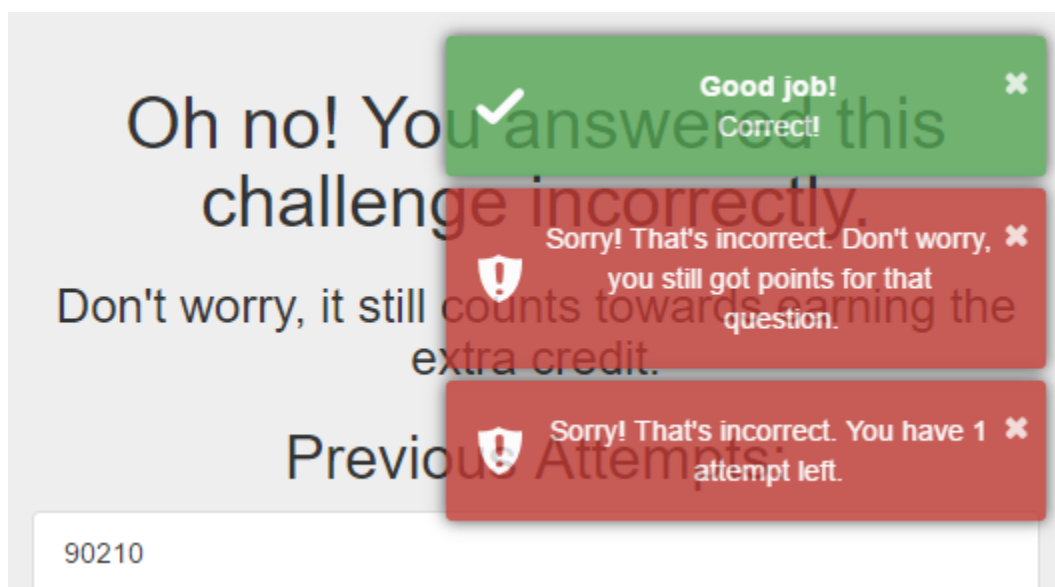 Oh no! You answered this
challenge incorrectly.
Don't worry, it still counts towards earning the
extra credit.
Previous Attempts:
90210
Good job!
Correct!
Sorry! That's incorrect. Don't worry,
you still got points for that
question.
Sorry! That's incorrect. You have 1
attempt left.